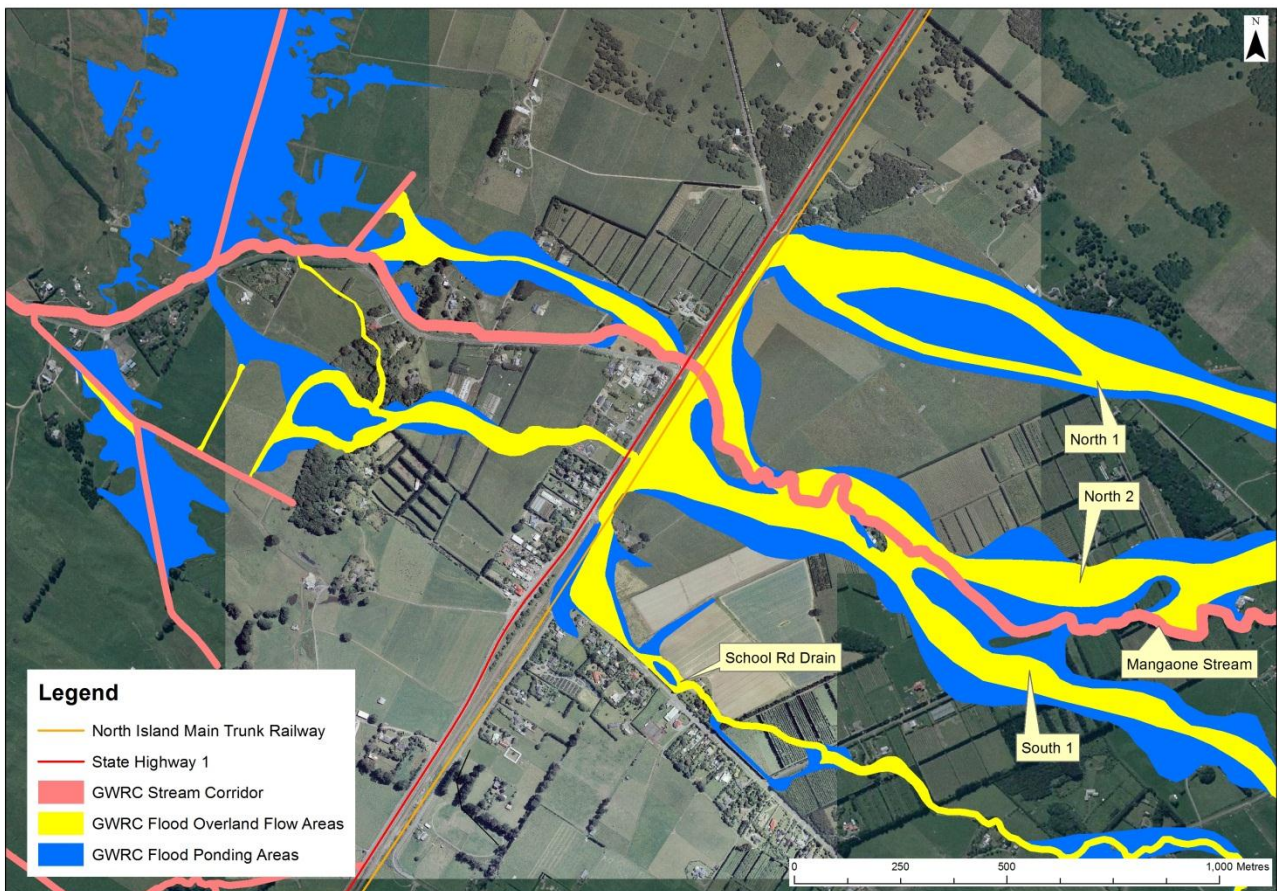 N
North 1
North 2
School Rd Drain
Mangaone Stream
South 1
Legend
North Island Main Trunk Railway
State Highway 1
GWRC Stream Corridor
GWRC Flood Overland Flow Areas
GWRC Flood Ponding Areas
0 250 500 1,000 Metres